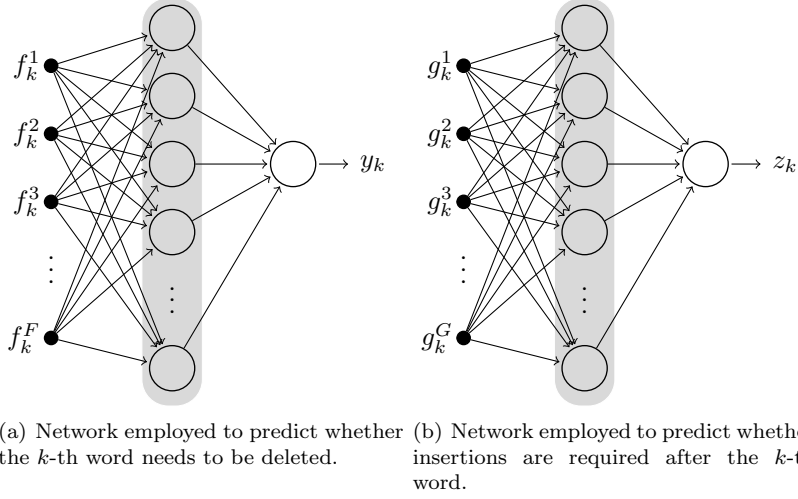 f_k^1
f_k^2
f_k^3
⋮
f_k^F
⋮
y_k
g_k^1
g_k^2
g_k^3
⋮
g_k^G
⋮
z_k
(a) Network employed to predict whether
the k-th word needs to be deleted.
(b) Network employed to predict whethe
insertions are required after the k-t
word.